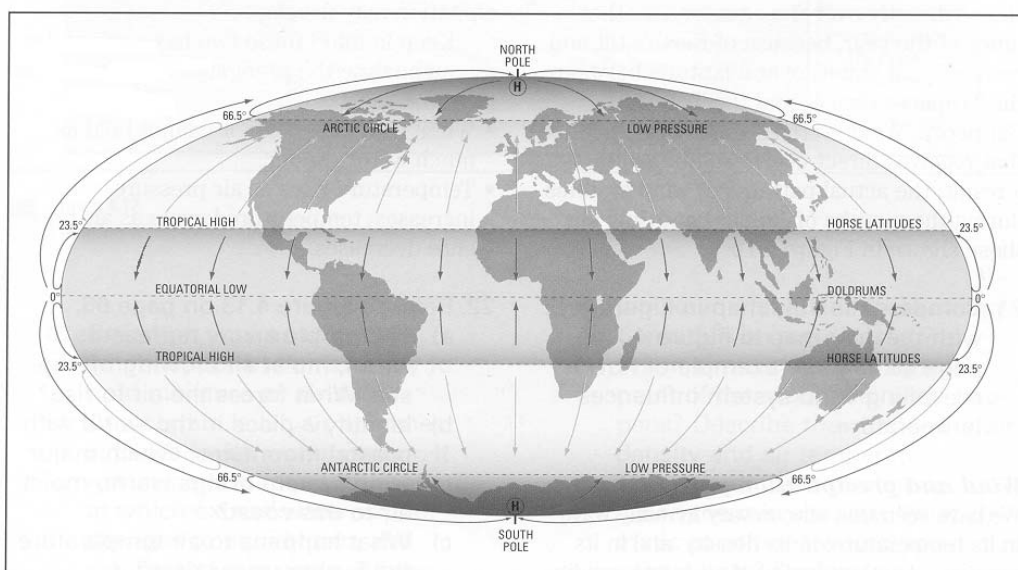 NORTH
POLE
H
66.5° 66.5°
ARCTIC CIRCLE LOW PRESSURE
23.5° TROPICAL HIGH HORSE LATITUDES 23.5°
0° EQUATORIAL LOW DOLDRUMS 0°
23.5° TROPICAL HIGH HORSE LATITUDES 23.5°
ANTARCTIC CIRCLE LOW PRESSURE
66.5° 66.5°
H
SOUTH
POLE